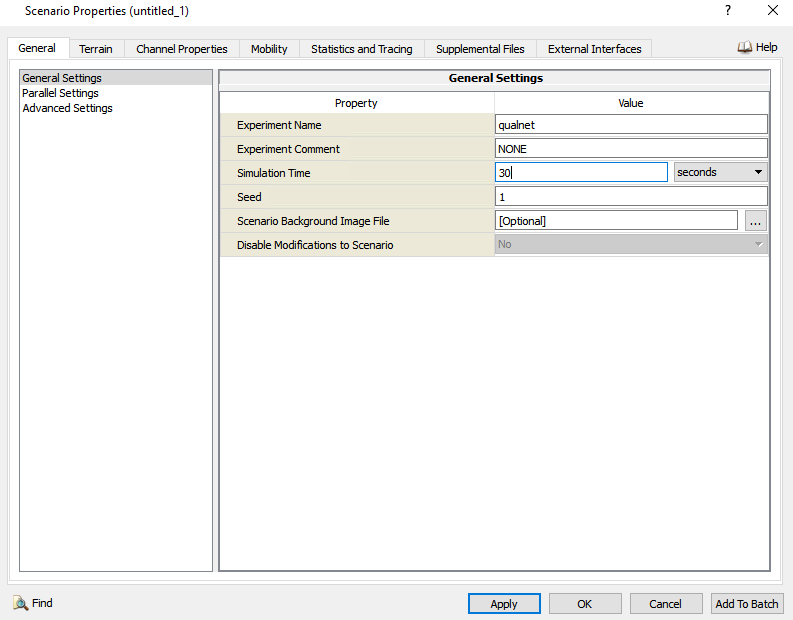 Scenario Properties (untitled_1)
?
General Terrain Channel Properties Mobility Statistics and Tracing Supplemental Files External Interfaces Help
General Settings
Parallel Settings
Advanced Settings
General Settings
Property Value
Experiment Name qualnet
Experiment Comment NONE
Simulation Time 30 seconds
Seed 1
Scenario Background Image File [Optional] ...
Disable Modifications to Scenario No
Find
Apply OK Cancel Add To Batch